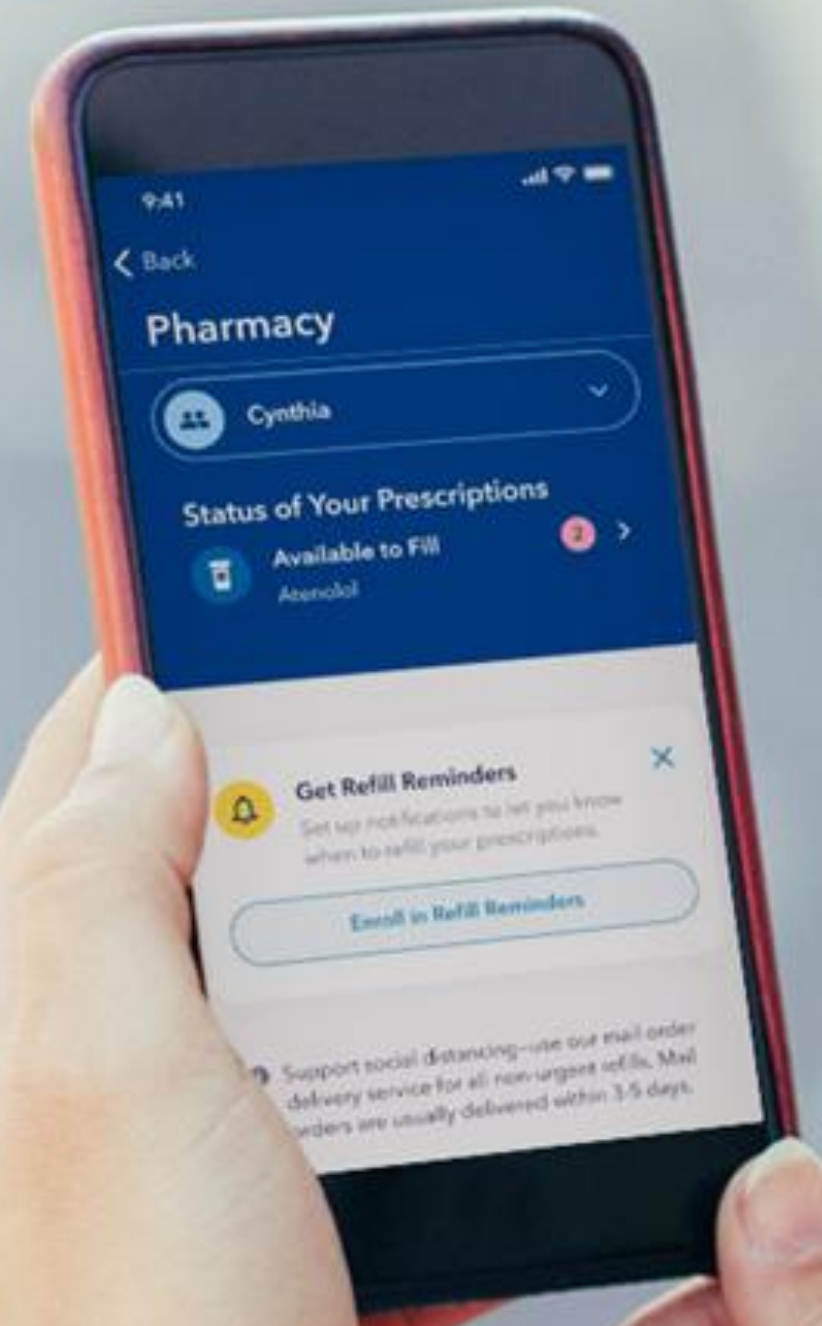 9:41
Back
Pharmacy
Cynthia
Status of Your Prescriptions
Available to Fill
2
Atenolol
Get Refill Reminders
Set up notifications to let you know
when to refill your prescriptions.
Enroll in Refill Reminders
Support social distancing—use our mail order
delivery service for all non-urgent refills. Mail
orders are usually delivered within 3-5 days.